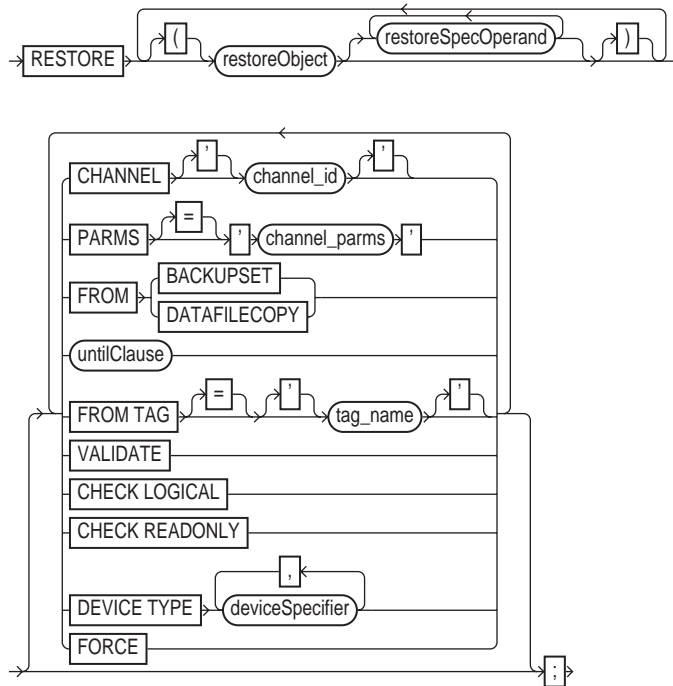 RESTORE ( restoreObject restoreSpecOperand )
CHANNEL ' channel_id '
PARMS = ' channel_parms '
FROM BACKUPSET
DATAFILECOPY
untilClause
FROM TAG = ' tag_name '
VALIDATE
CHECK LOGICAL
CHECK READONLY
DEVICE TYPE , deviceSpecifier
FORCE
;